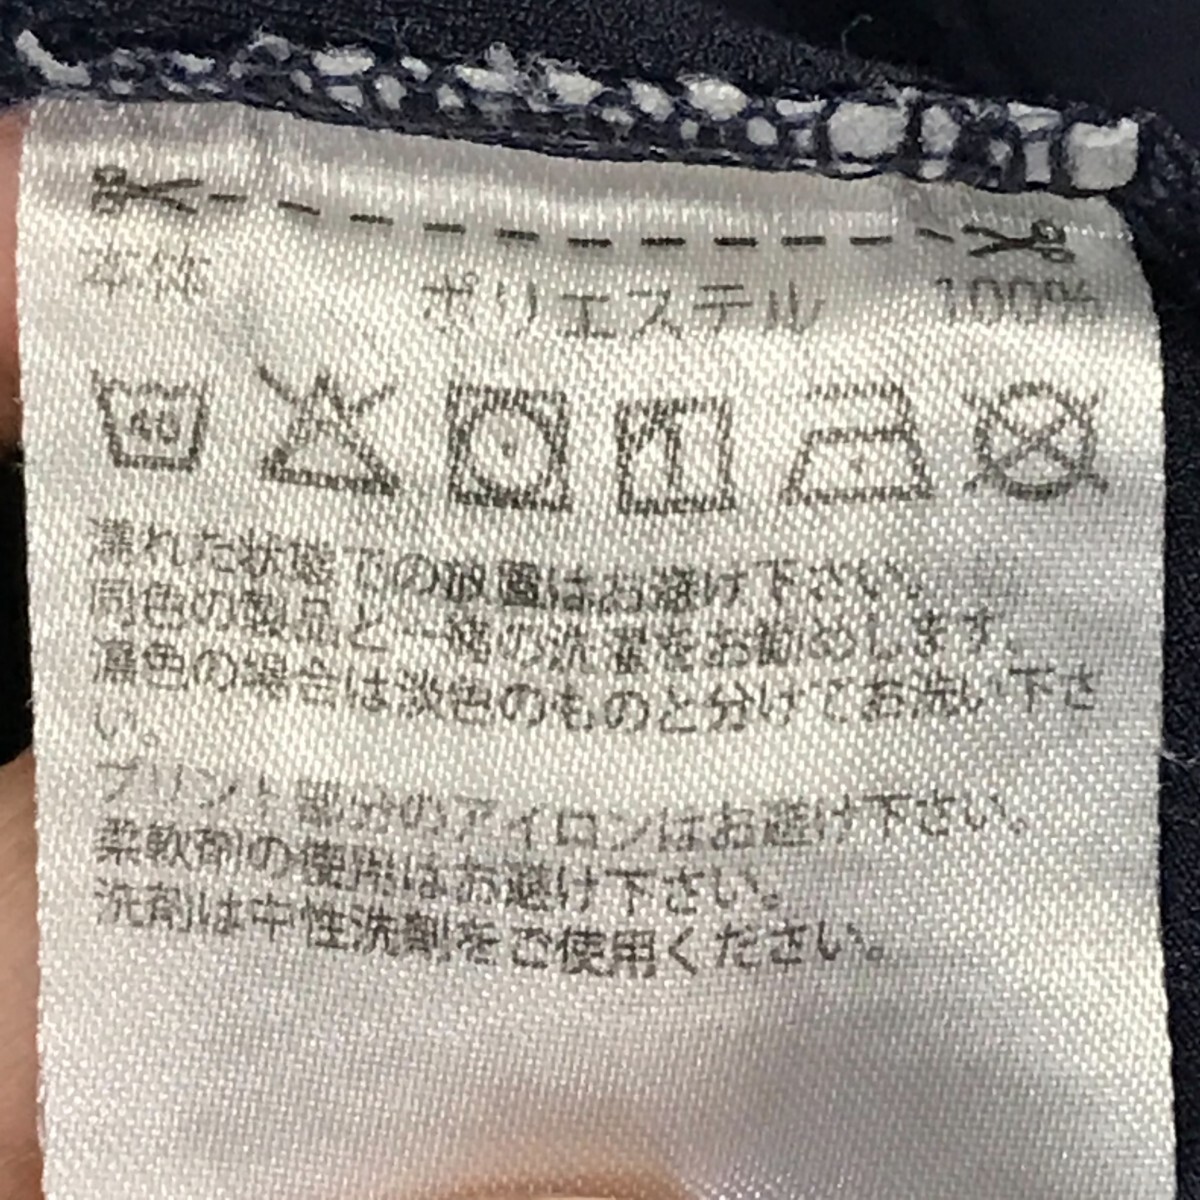 本体 ポリエステル 100%
40
濡れた状態での放置はお避け下さい。
同色の製品と一緒の洗濯をお勧めします。
濃色の場合は淡色のものと分けてお洗い下さ
い。
プリント部分のアイロンはお避け下さい。
柔軟剤の使用はお避け下さい。
洗剤は中性洗剤をご使用ください。